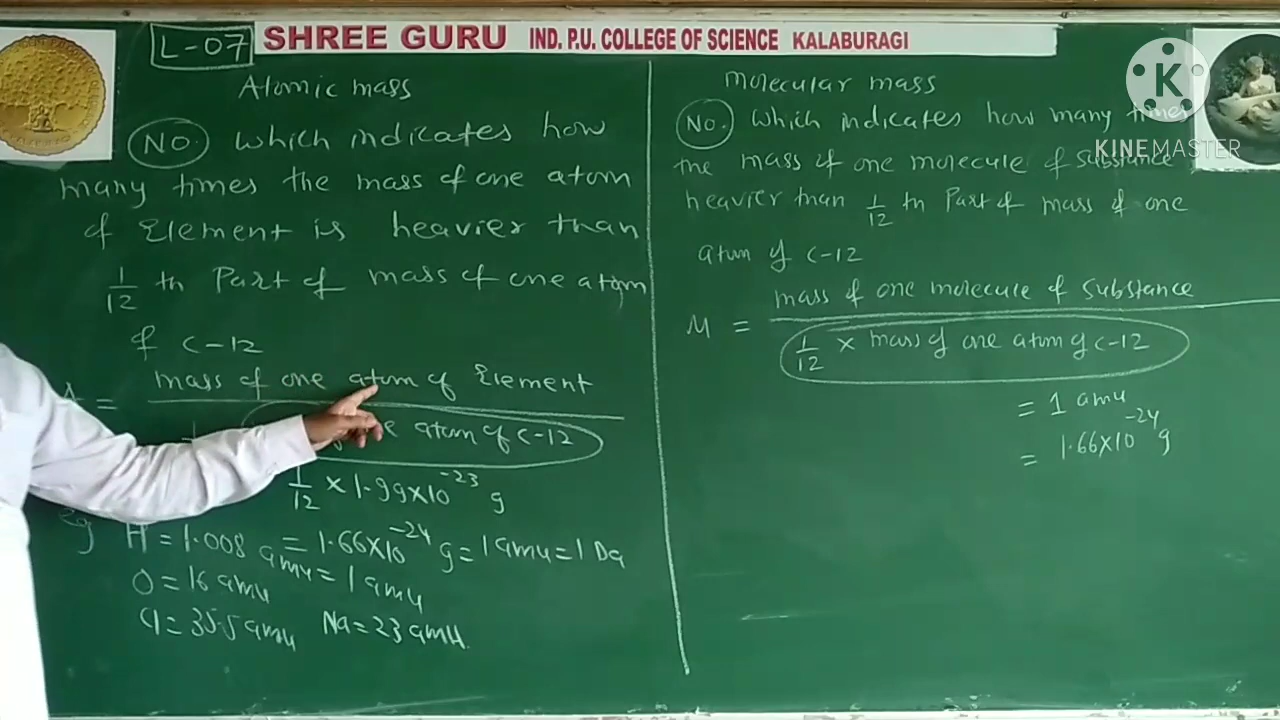 L-07
SHREE GURU IND. P.U. COLLEGE OF SCIENCE KALABURAGI
Atomic mass
NO. Which indicates how
many times the mass of one atom
of Element is heavier than
1/12 th Part of mass of one atom
of C-12
mass of one atom of Element
A =
one atom of C-12
1/12 × 1.99×10^-23 g
Eg H = 1.008 amu = 1.66×10^-24 g = 1 amu = 1 Da
O = 16 amu = 1 amu
Cl = 35.5 amu Na = 23 amu.
Molecular mass
No. Which indicates how many times
the mass of one molecule of Substance
heavier than 1/12 th Part of mass of one
atom of C-12
M = mass of one molecule of Substance
1/12 × mass of one atom of C-12
= 1 amu
= 1.66×10^-24 g
K
KINEMASTER